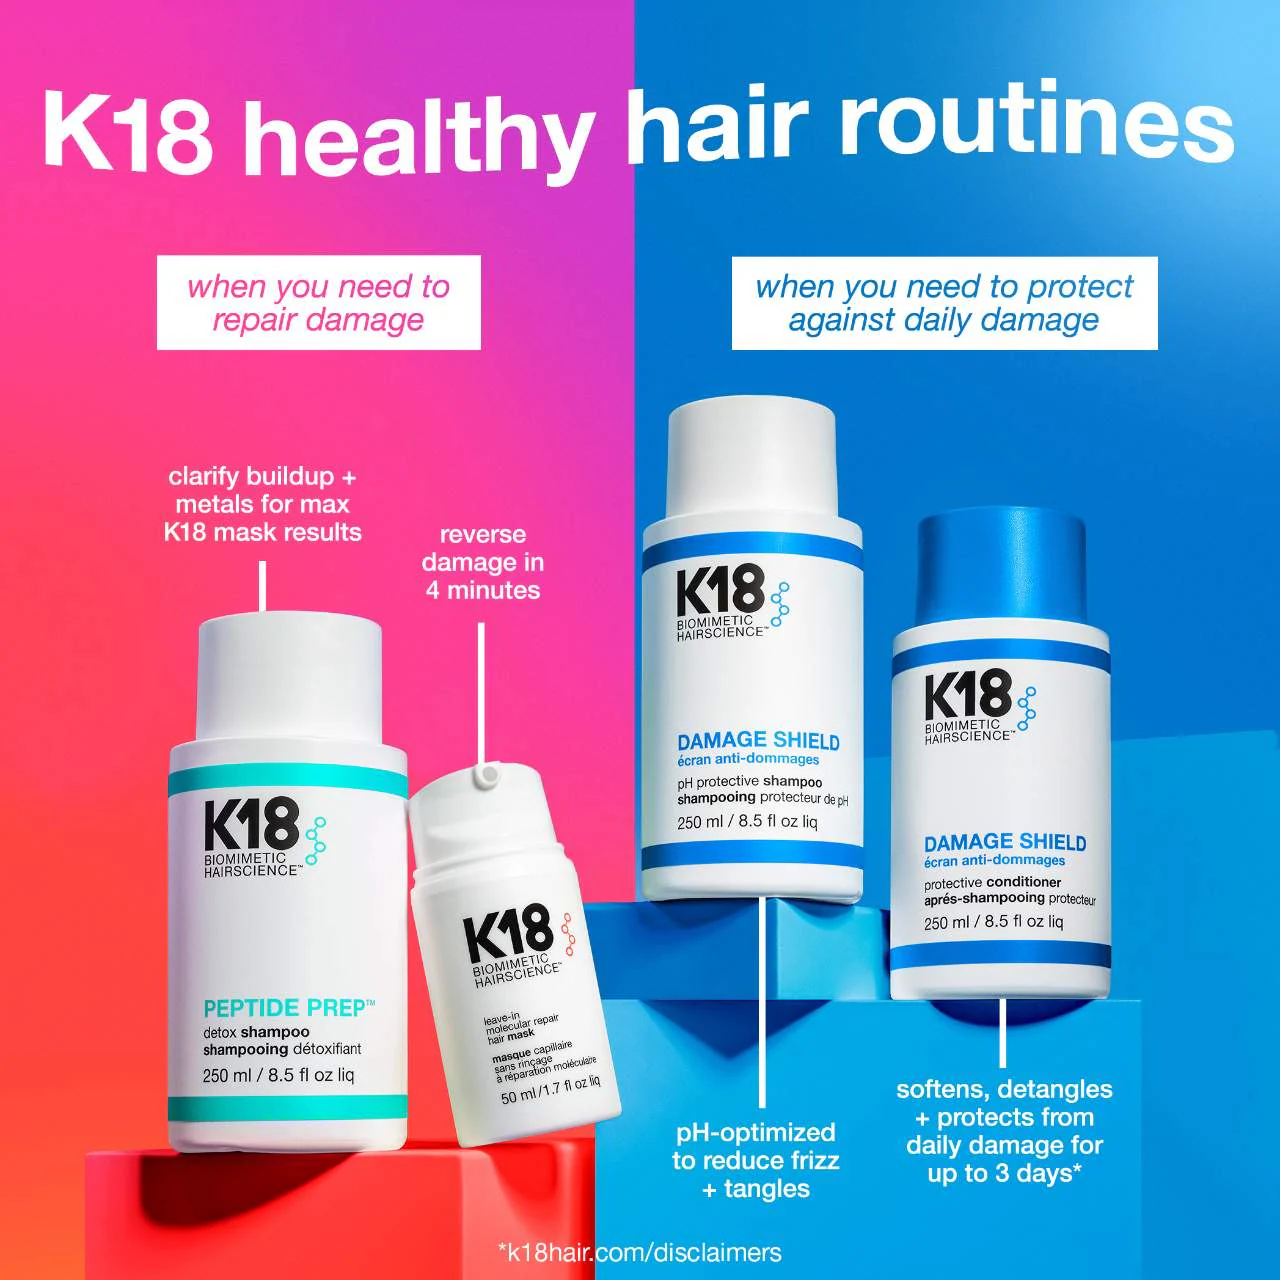 K18 healthy hair routines
when you need to
repair damage
when you need to protect
against daily damage
clarify buildup +
metals for max
K18 mask results
reverse
damage in
4 minutes
K18
BIOMIMETIC
HAIRSCIENCE™
PEPTIDE PREP™
detox shampoo
shampooing détoxifiant
250 ml / 8.5 fl oz liq
K18
BIOMIMETIC
HAIRSCIENCE™
leave-in
molecular repair
hair mask
masque capillaire
sans rinçage
à réparation moléculaire
50 ml/1.7 fl oz liq
K18
BIOMIMETIC
HAIRSCIENCE™
DAMAGE SHIELD
écran anti-dommages
pH protective shampoo
shampooing protecteur de pH
250 ml / 8.5 fl oz liq
K18
BIOMIMETIC
HAIRSCIENCE™
DAMAGE SHIELD
écran anti-dommages
protective conditioner
aprés-shampooing protecteur
250 ml / 8.5 fl oz liq
pH-optimized
to reduce frizz
+ tangles
softens, detangles
+ protects from
daily damage for
up to 3 days*
*k18hair.com/disclaimers